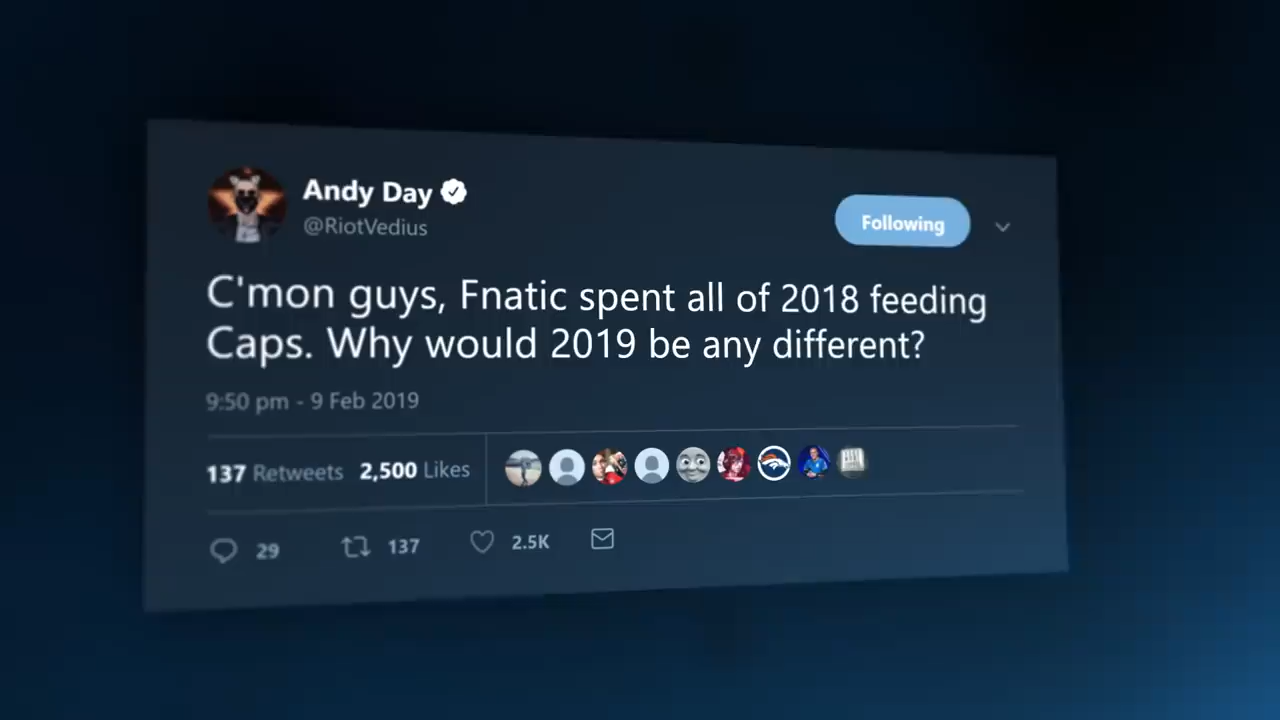 Andy Day
@RiotVedius
Following
C'mon guys, Fnatic spent all of 2018 feeding
Caps. Why would 2019 be any different?
9:50 pm - 9 Feb 2019
137 Retweets 2,500 Likes
29 137 2.5K